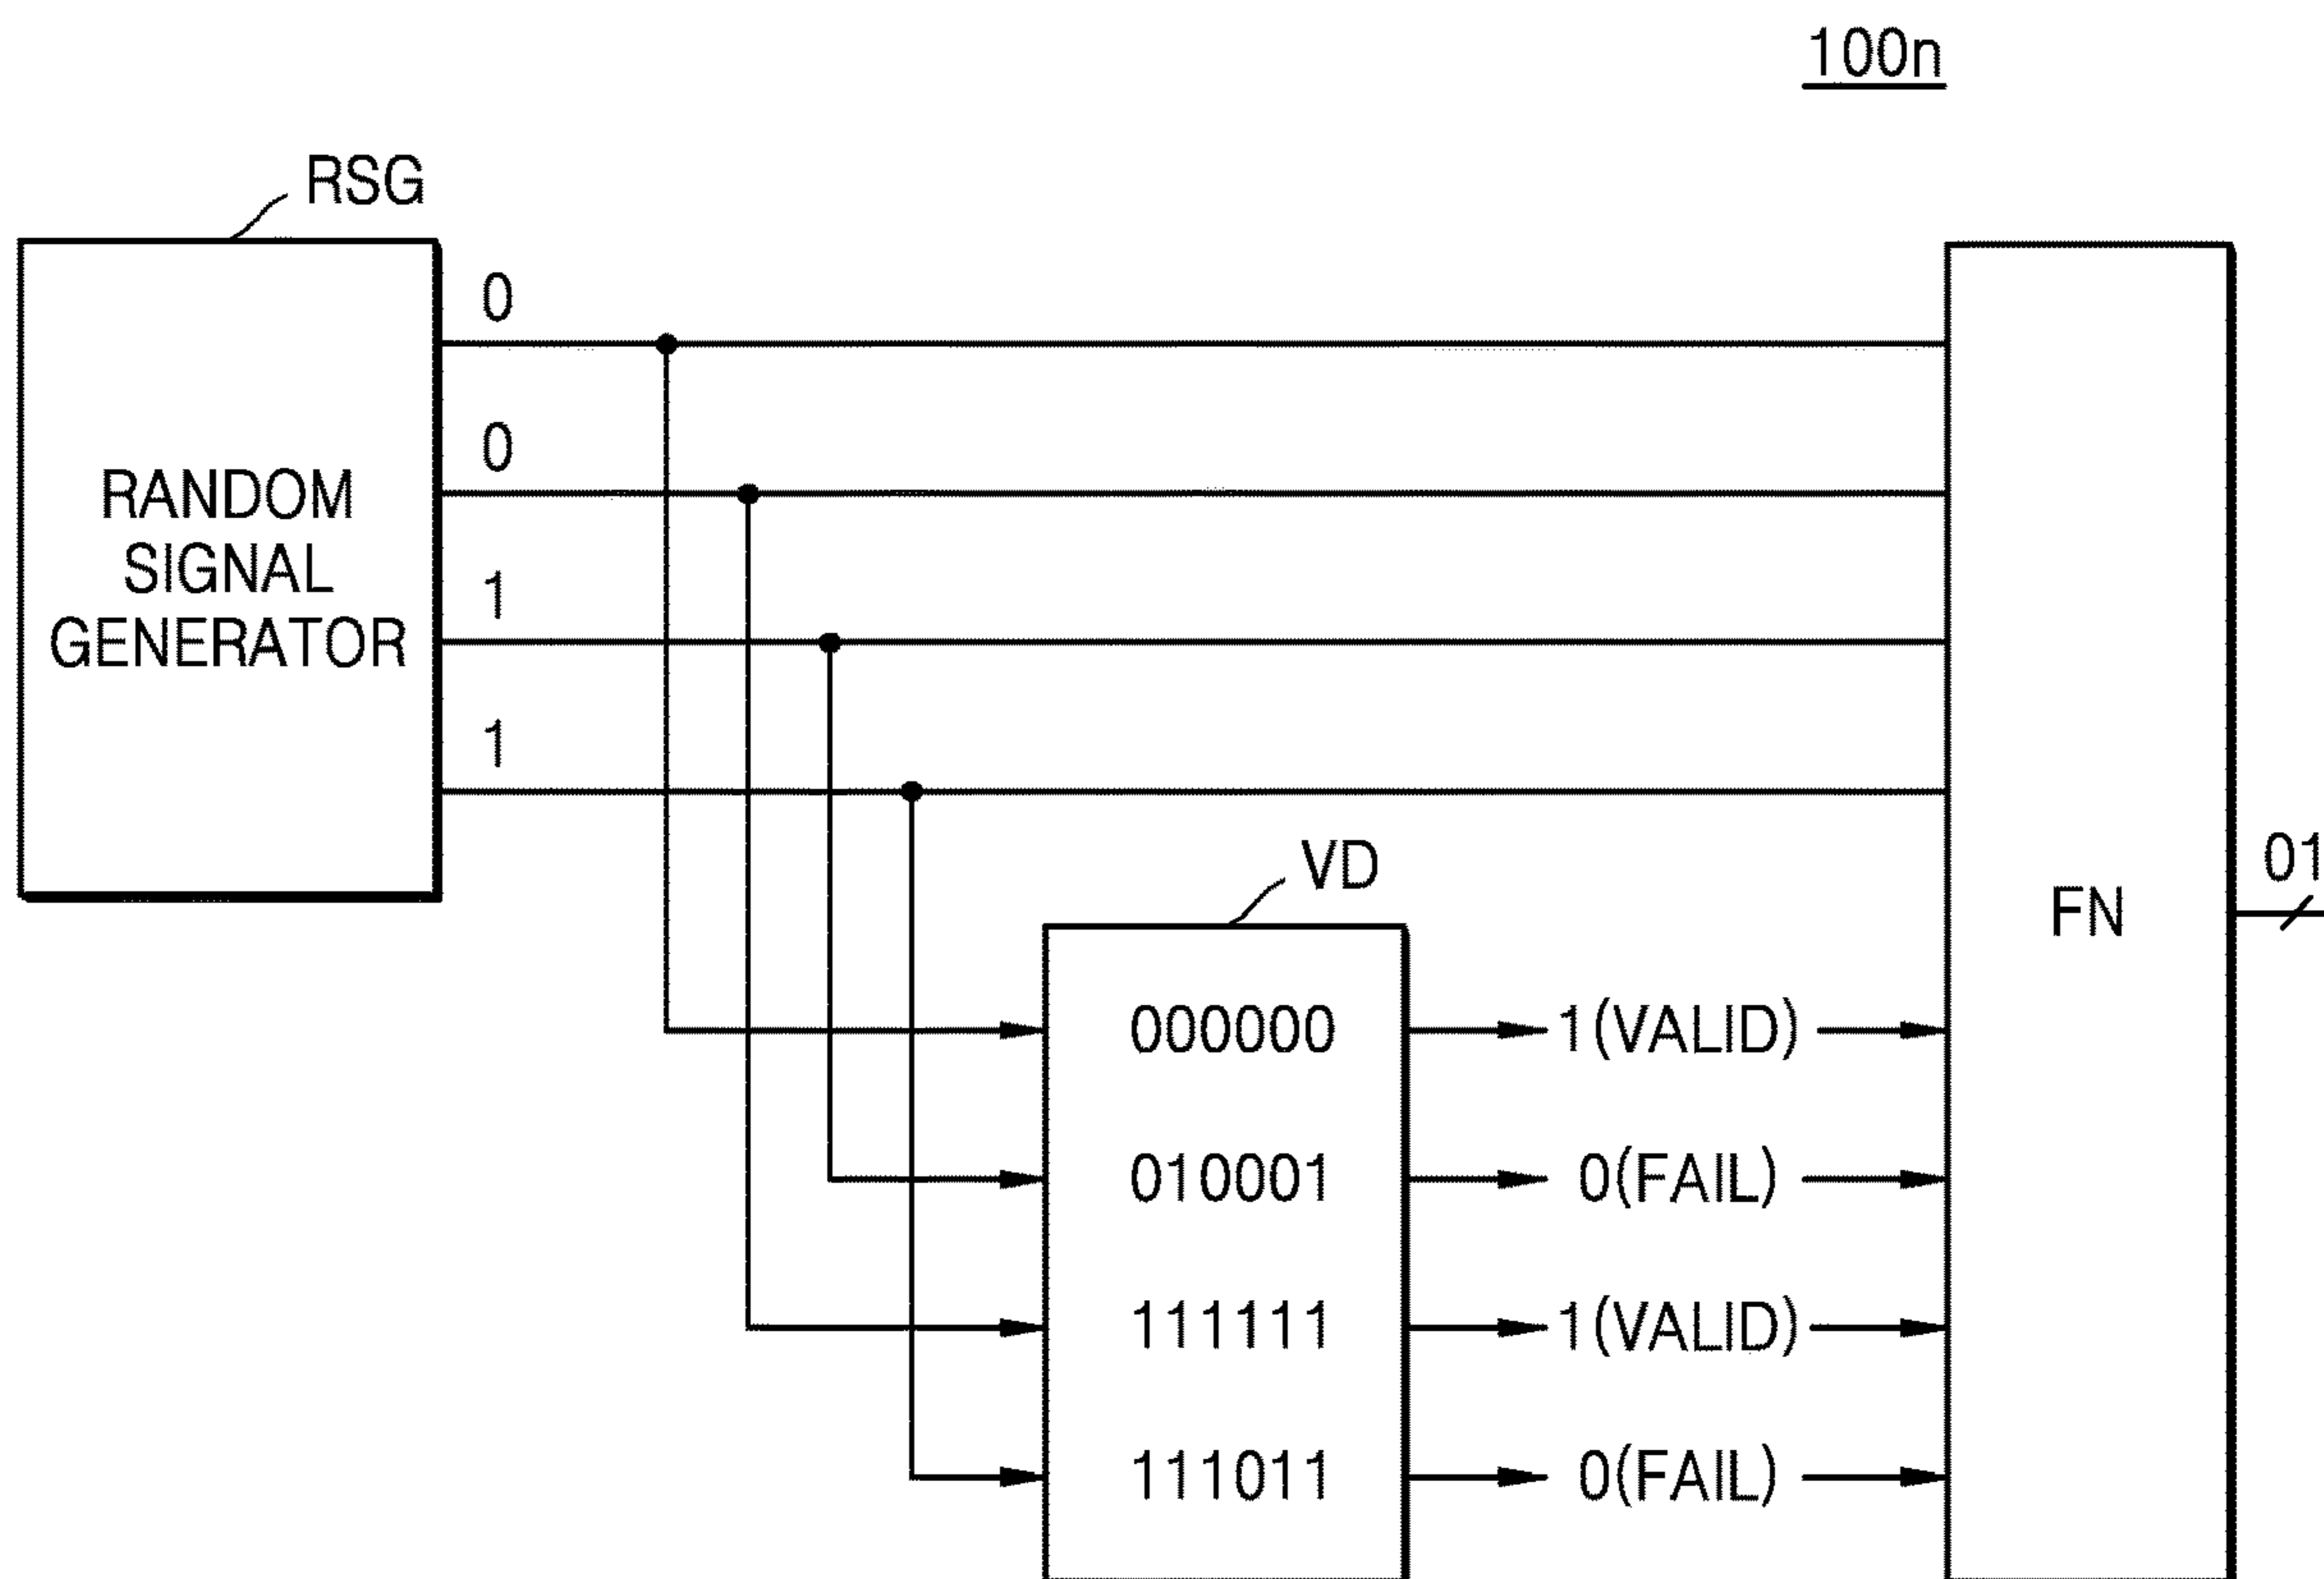 100n
RSG
0
0
RANDOM
SIGNAL
GENERATOR
1
1
VD
01
FN
000000
1(VALID)
010001
0(FAIL)
111111
1(VALID)
111011
0(FAIL)